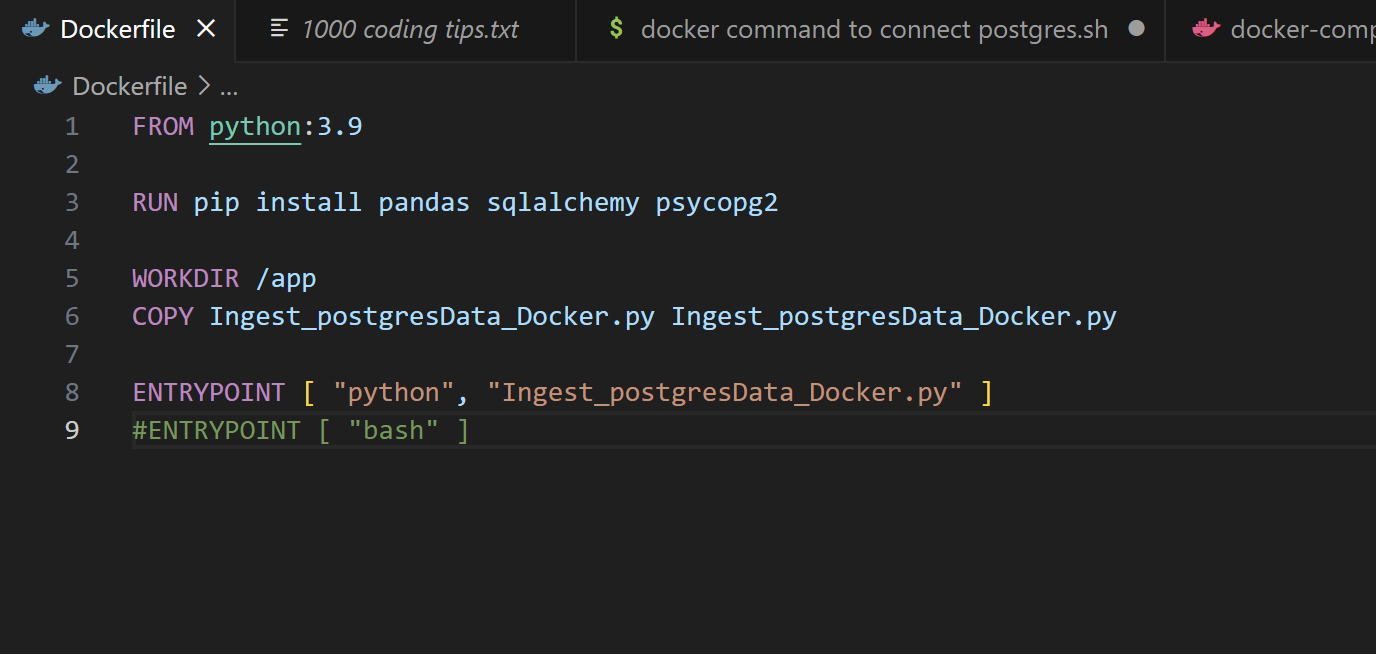 Dockerfile 1000 coding tips.txt $ docker command to connect postgres.sh docker-comp
Dockerfile > ...
1 FROM python:3.9
2
3 RUN pip install pandas sqlalchemy psycopg2
4
5 WORKDIR /app
6 COPY Ingest_postgresData_Docker.py Ingest_postgresData_Docker.py
7
8 ENTRYPOINT [ "python", "Ingest_postgresData_Docker.py" ]
9 #ENTRYPOINT [ "bash" ]